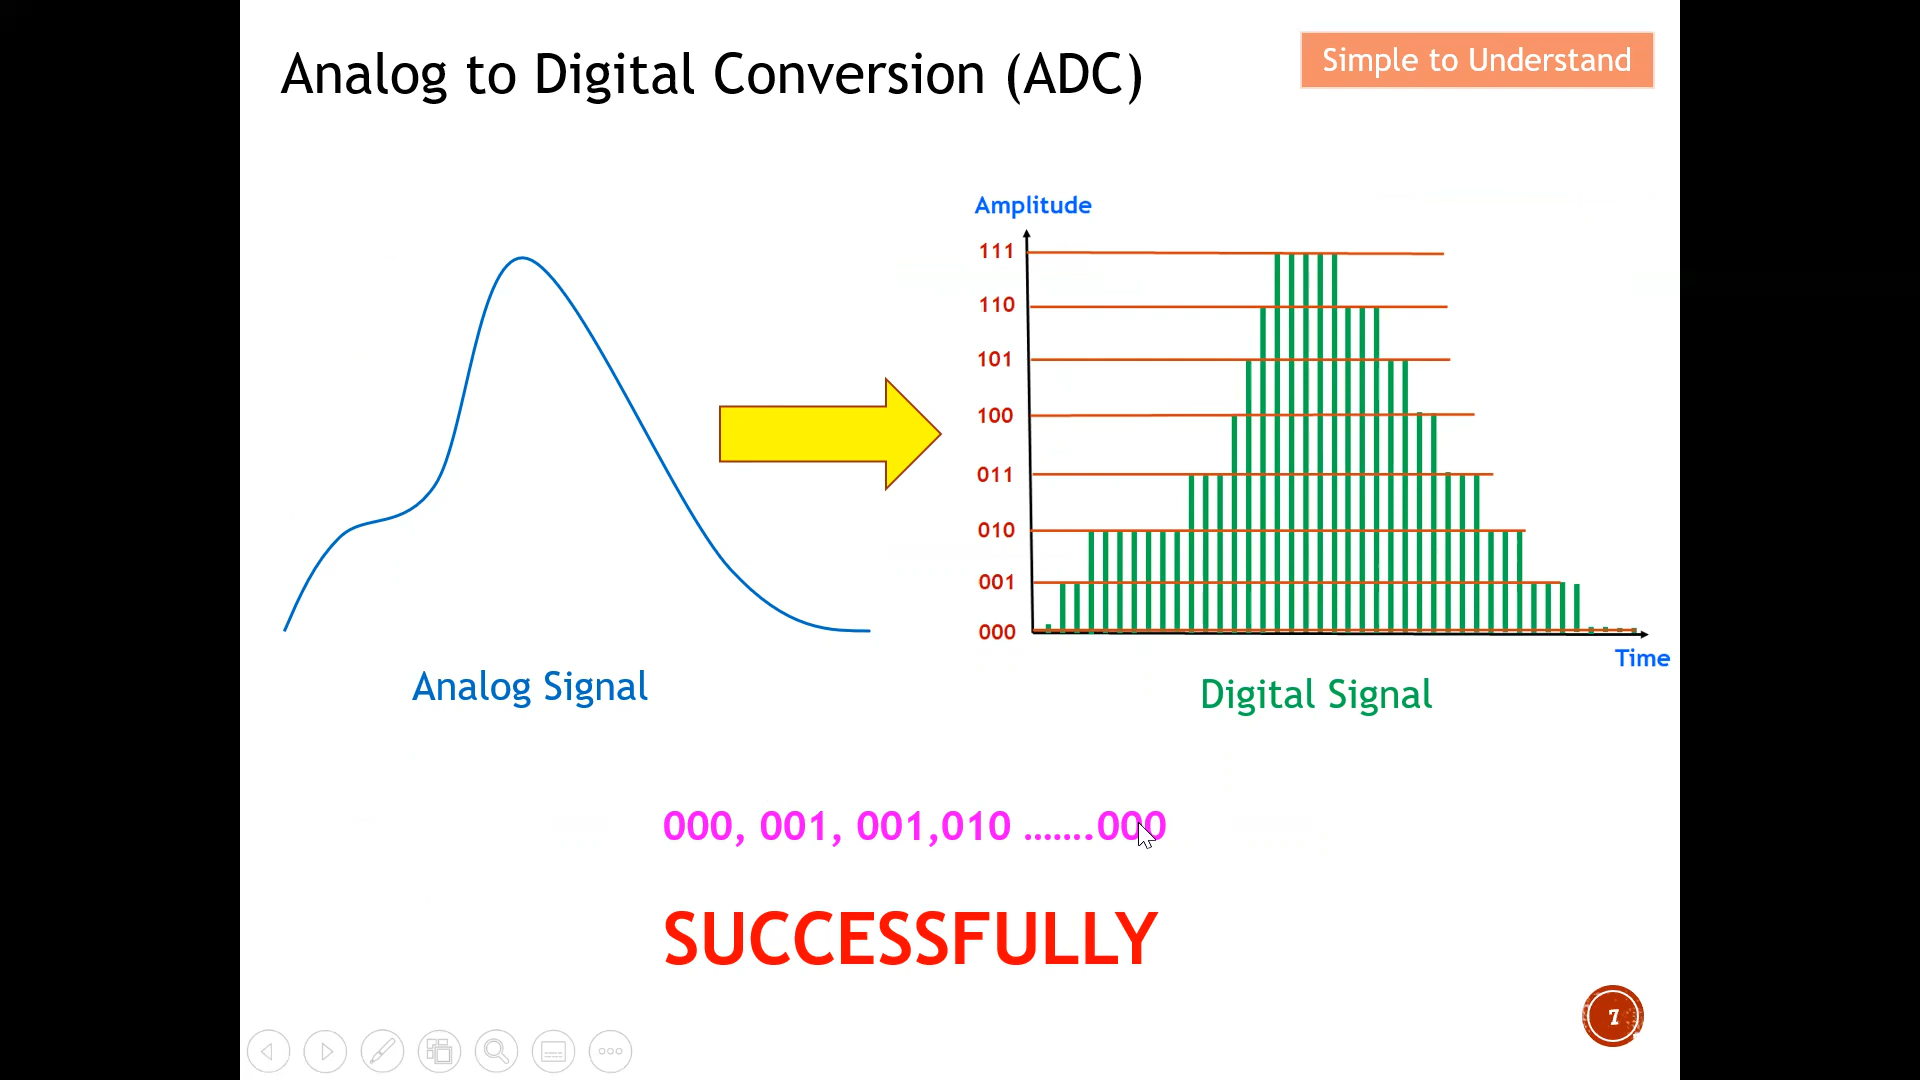 Analog to Digital Conversion (ADC)
Simple to Understand
Amplitude
111
110
101
100
011
010
001
000
Time
Analog Signal
Digital Signal
000, 001, 001,010 .......000
SUCCESSFULLY
7